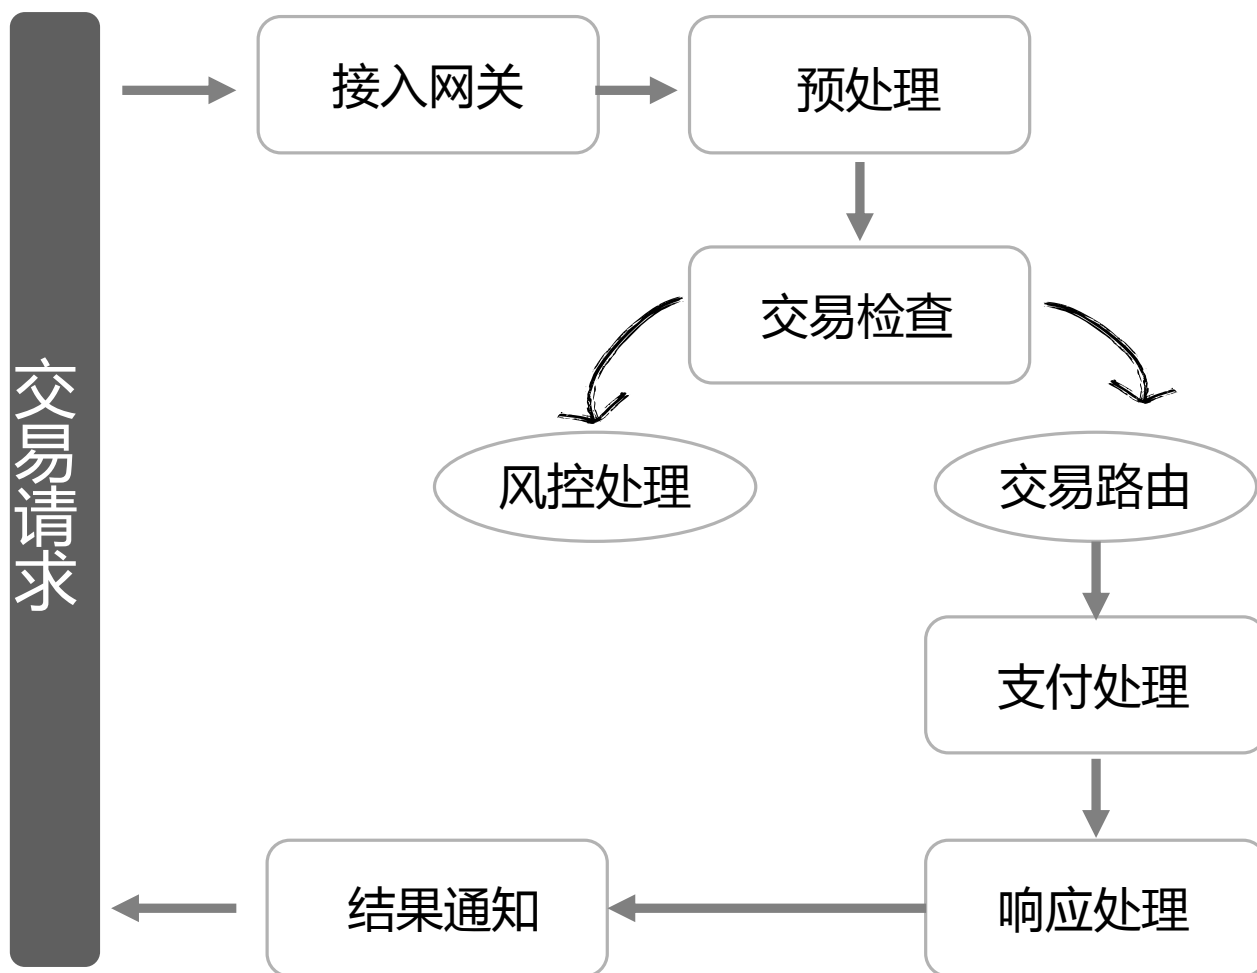 交易请求
接入网关
预处理
交易检查
风控处理
交易路由
支付处理
响应处理
结果通知